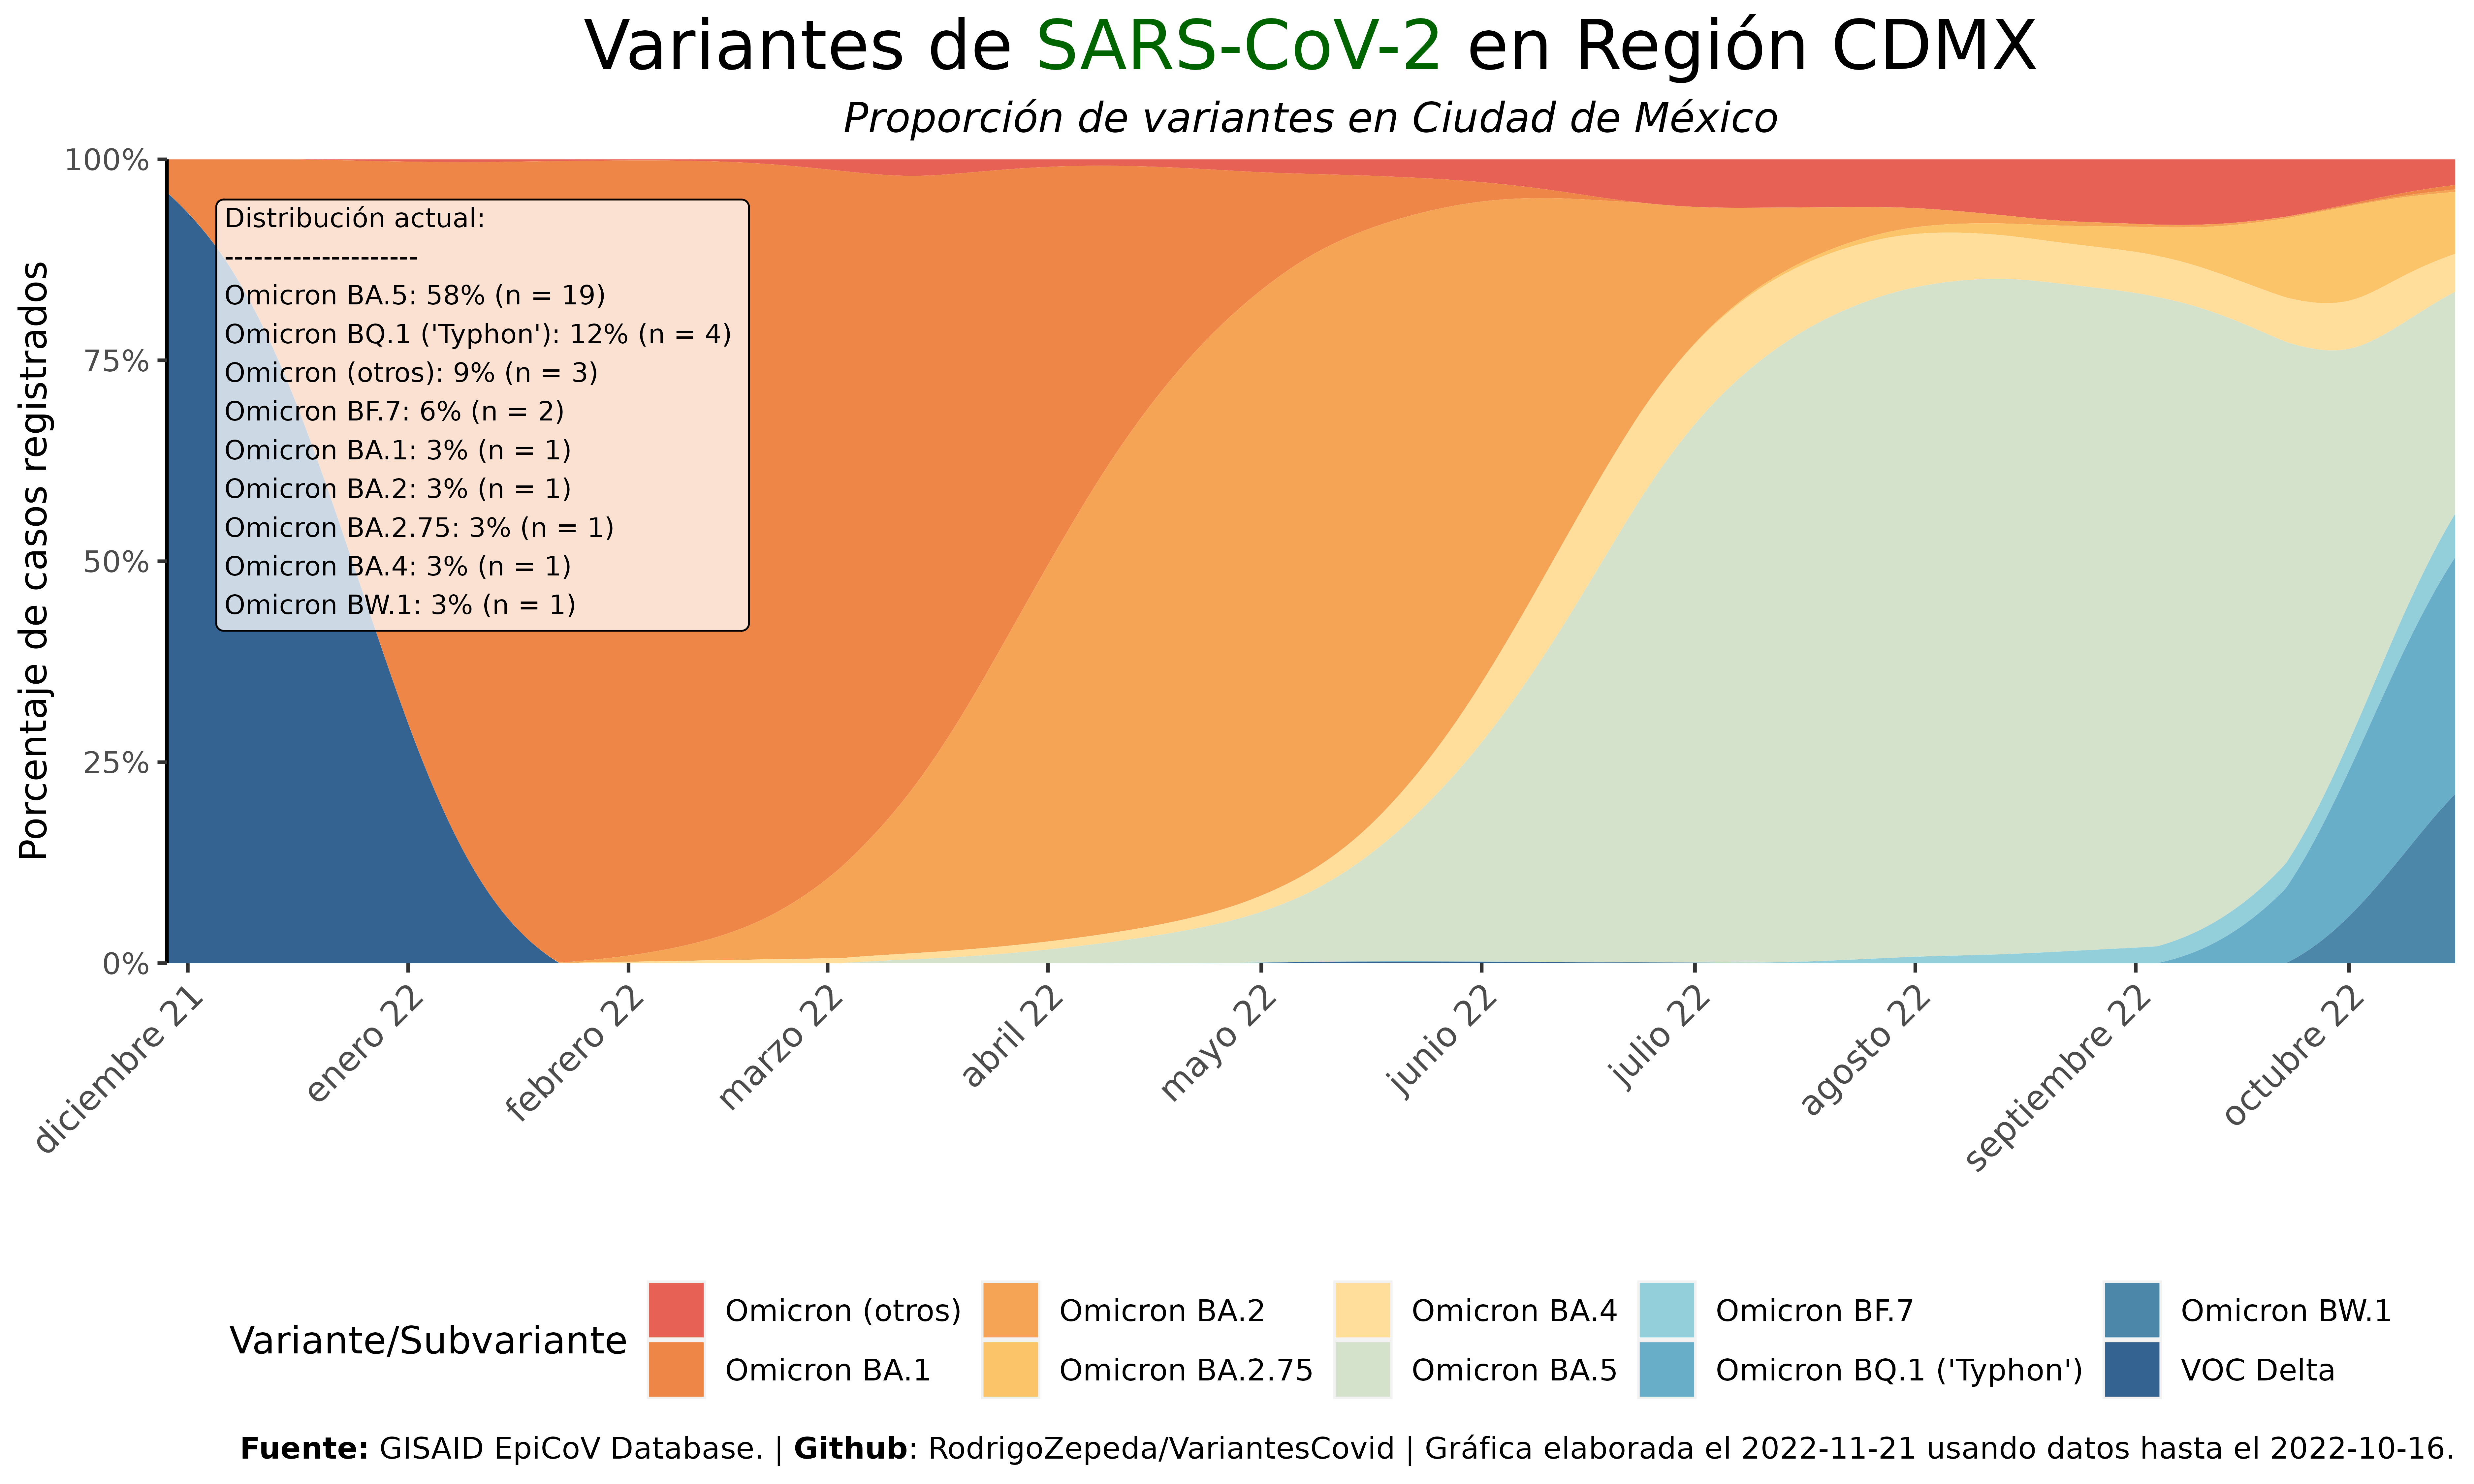 Variantes de SARS-CoV-2 en Región CDMX
Proporción de variantes en Ciudad de México
Porcentaje de casos registrados
100%
75%
50%
25%
0%
Distribución actual:
--------------------
Omicron BA.5: 58% (n = 19)
Omicron BQ.1 ('Typhon'): 12% (n = 4)
Omicron (otros): 9% (n = 3)
Omicron BF.7: 6% (n = 2)
Omicron BA.1: 3% (n = 1)
Omicron BA.2: 3% (n = 1)
Omicron BA.2.75: 3% (n = 1)
Omicron BA.4: 3% (n = 1)
Omicron BW.1: 3% (n = 1)
diciembre 21
enero 22
febrero 22
marzo 22
abril 22
mayo 22
junio 22
julio 22
agosto 22
septiembre 22
octubre 22
Variante/Subvariante
Omicron (otros)
Omicron BA.1
Omicron BA.2
Omicron BA.2.75
Omicron BA.4
Omicron BA.5
Omicron BF.7
Omicron BQ.1 ('Typhon')
Omicron BW.1
VOC Delta
Fuente: GISAID EpiCoV Database. | Github: RodrigoZepeda/VariantesCovid | Gráfica elaborada el 2022-11-21 usando datos hasta el 2022-10-16.